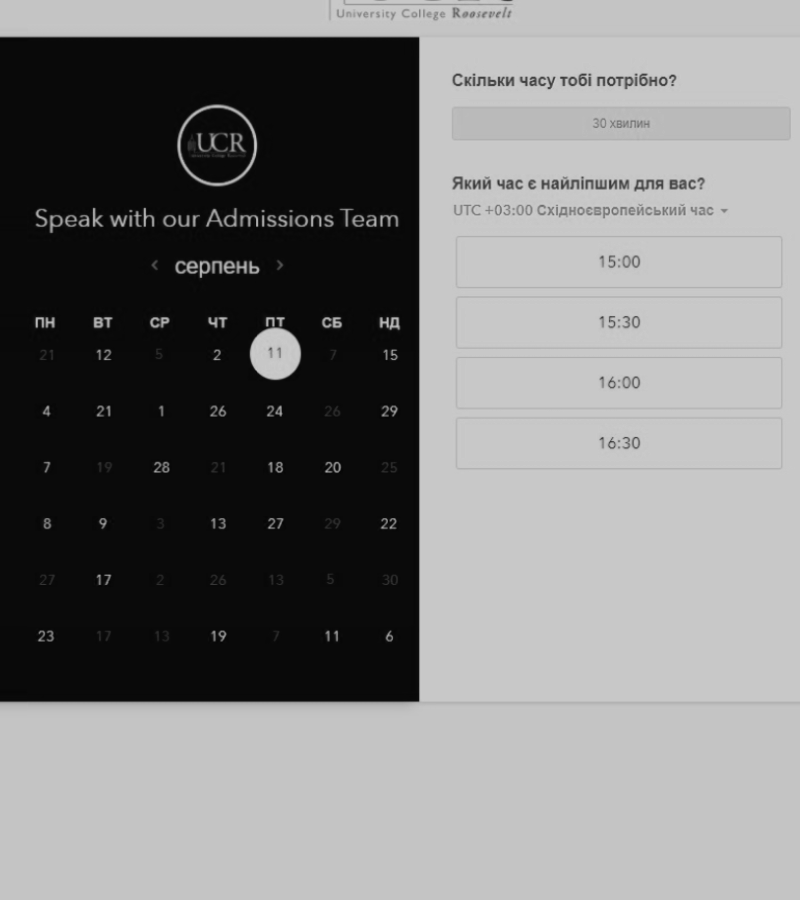 University College Roosevelt
UCR
Speak with our Admissions Team
< серпень >
ПН ВТ СР ЧТ ПТ СБ НД
21 12 5 2 11 7 15
4 21 1 26 24 26 29
7 19 28 21 18 20 25
8 9 3 13 27 29 22
27 17 2 26 13 5 30
23 17 13 19 7 11 6
Скільки часу тобі потрібно?
30 хвилин
Який час є найліпшим для вас?
UTC +03:00 Східноєвропейський час
15:00
15:30
16:00
16:30